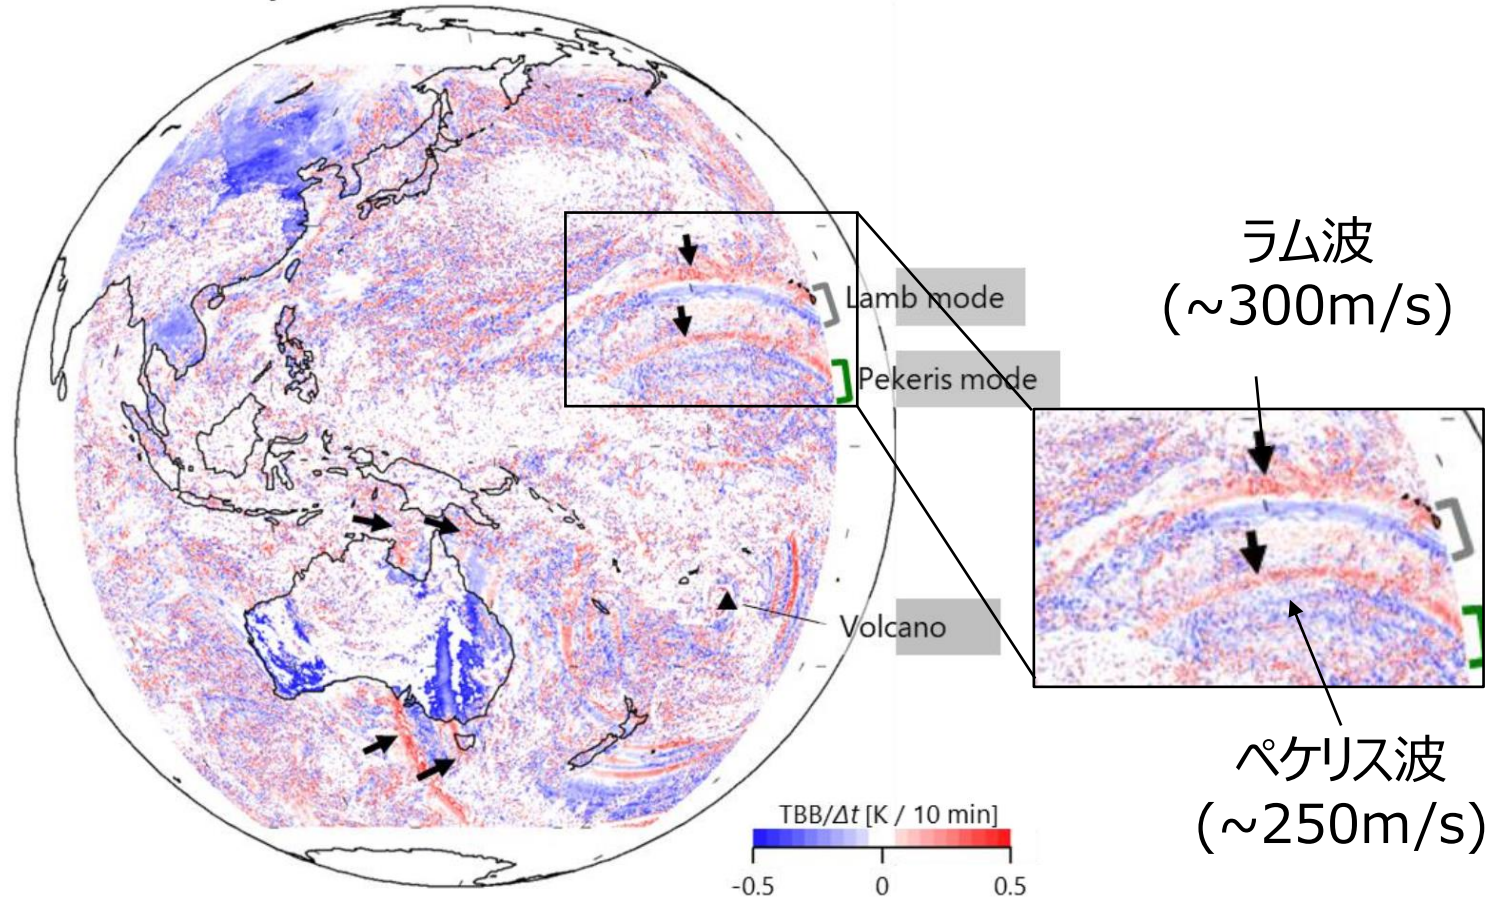 ラム波
(~300m/s)
Lamb mode
Pekeris mode
Volcano
ペケリス波
(~250m/s)
TBB/Δt [K / 10 min]
-0.5 0 0.5